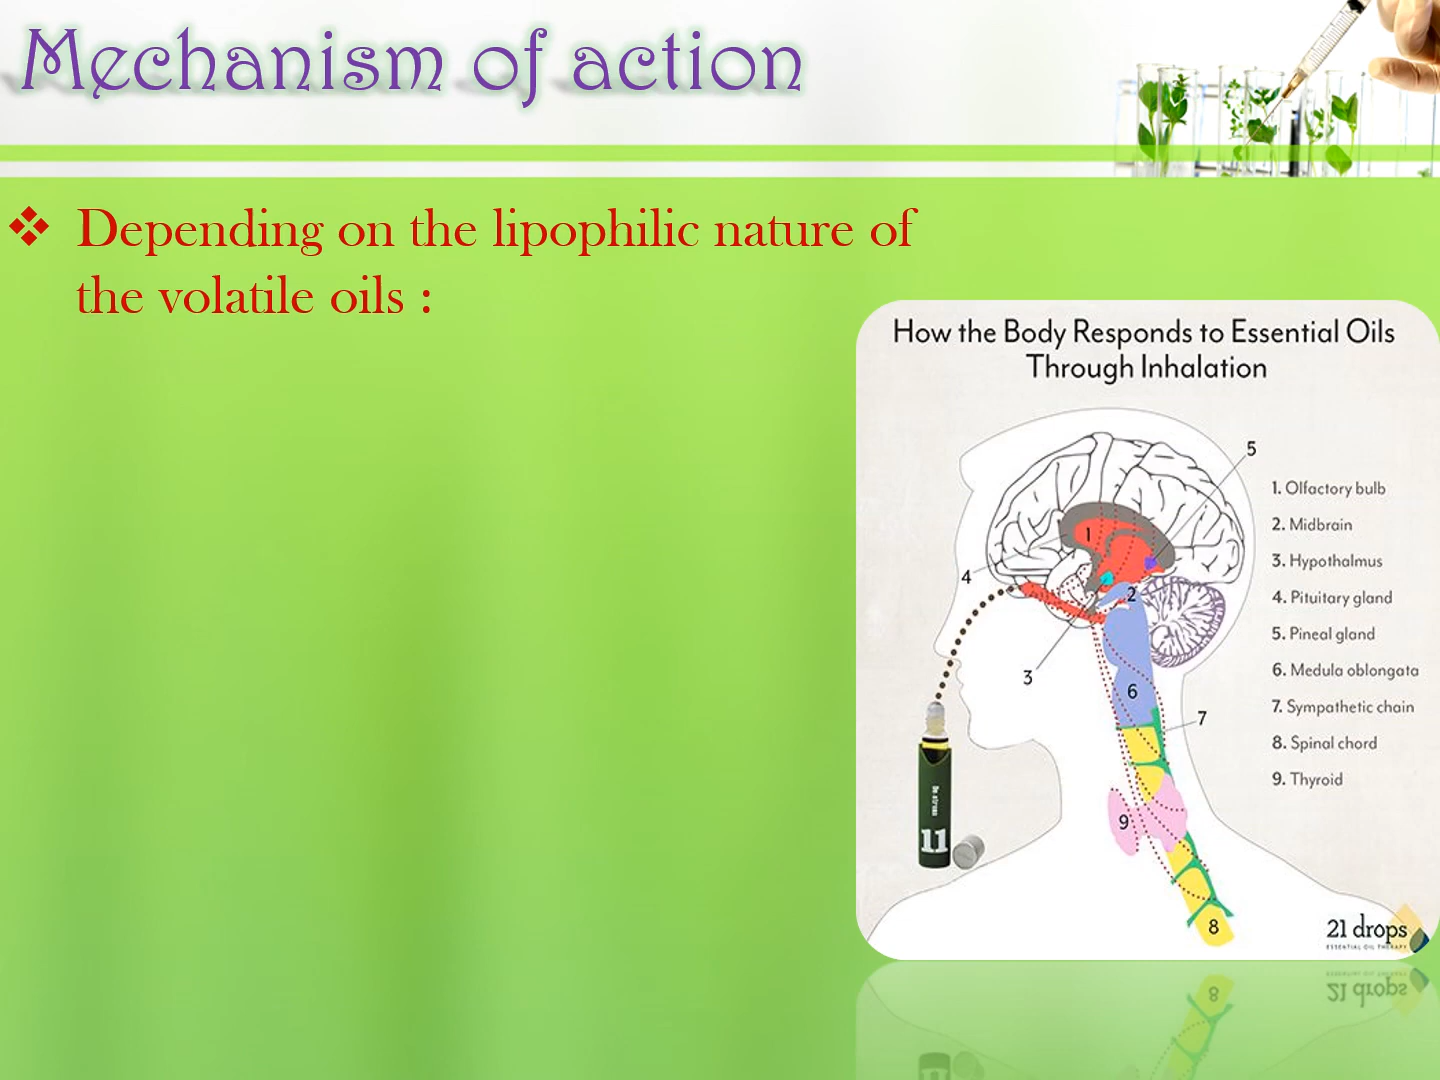 Mechanism of action
❖ Depending on the lipophilic nature of
the volatile oils :
How the Body Responds to Essential Oils
Through Inhalation
5
1. Olfactory bulb
2. Midbrain
3. Hypothalmus
4. Pituitary gland
5. Pineal gland
6. Medula oblongata
7. Sympathetic chain
8. Spinal chord
9. Thyroid
1
4
2
3
6
7
9
11
8
21 drops
ESSENTIAL OIL THERAPY